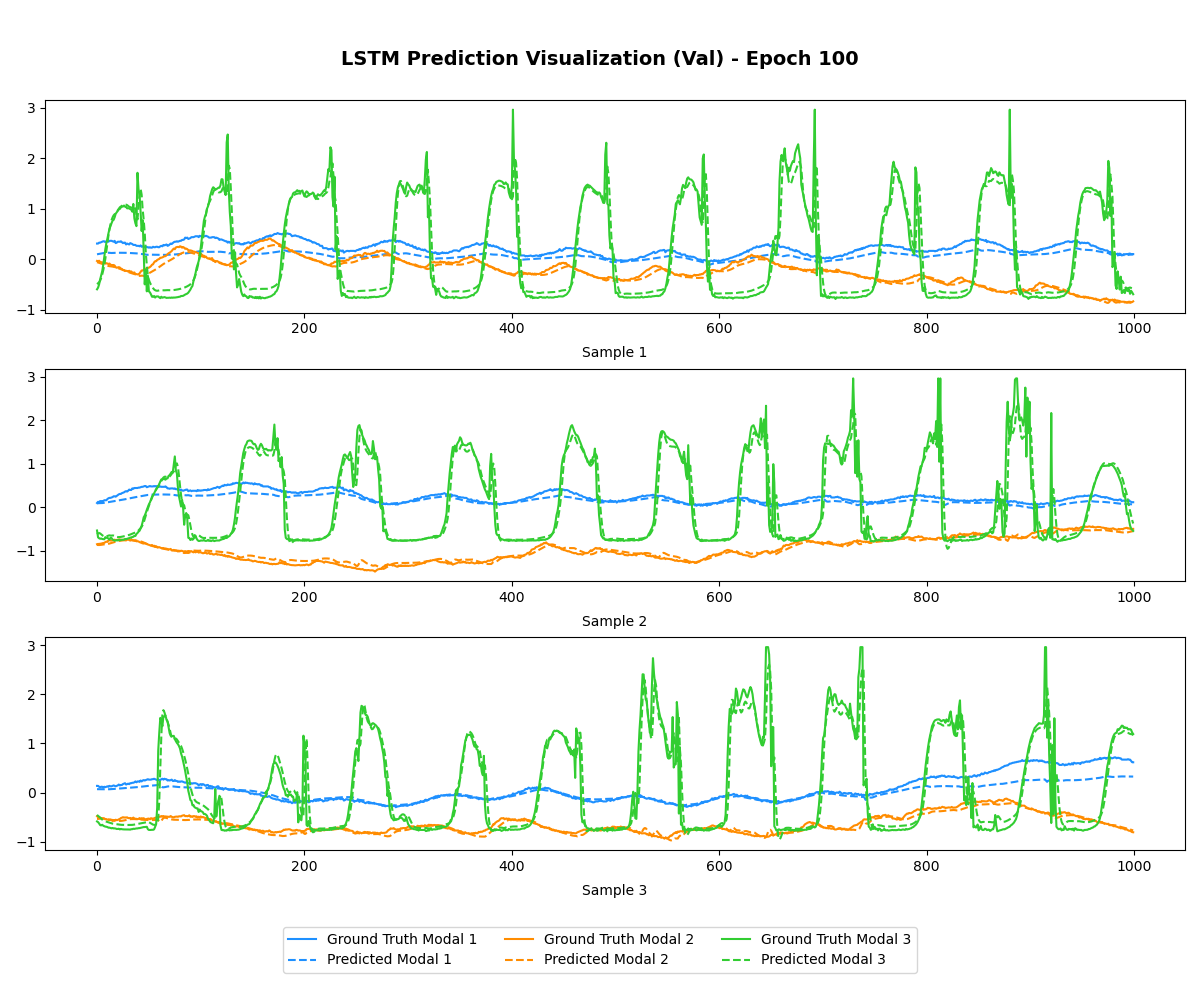 LSTM Prediction Visualization (Val) - Epoch 100
3
2
1
0
−1
0 200 400 600 800 1000
Sample 1
3
2
1
0
−1
0 200 400 600 800 1000
Sample 2
3
2
1
0
−1
0 200 400 600 800 1000
Sample 3
Ground Truth Modal 1 Ground Truth Modal 2 Ground Truth Modal 3
Predicted Modal 1 Predicted Modal 2 Predicted Modal 3